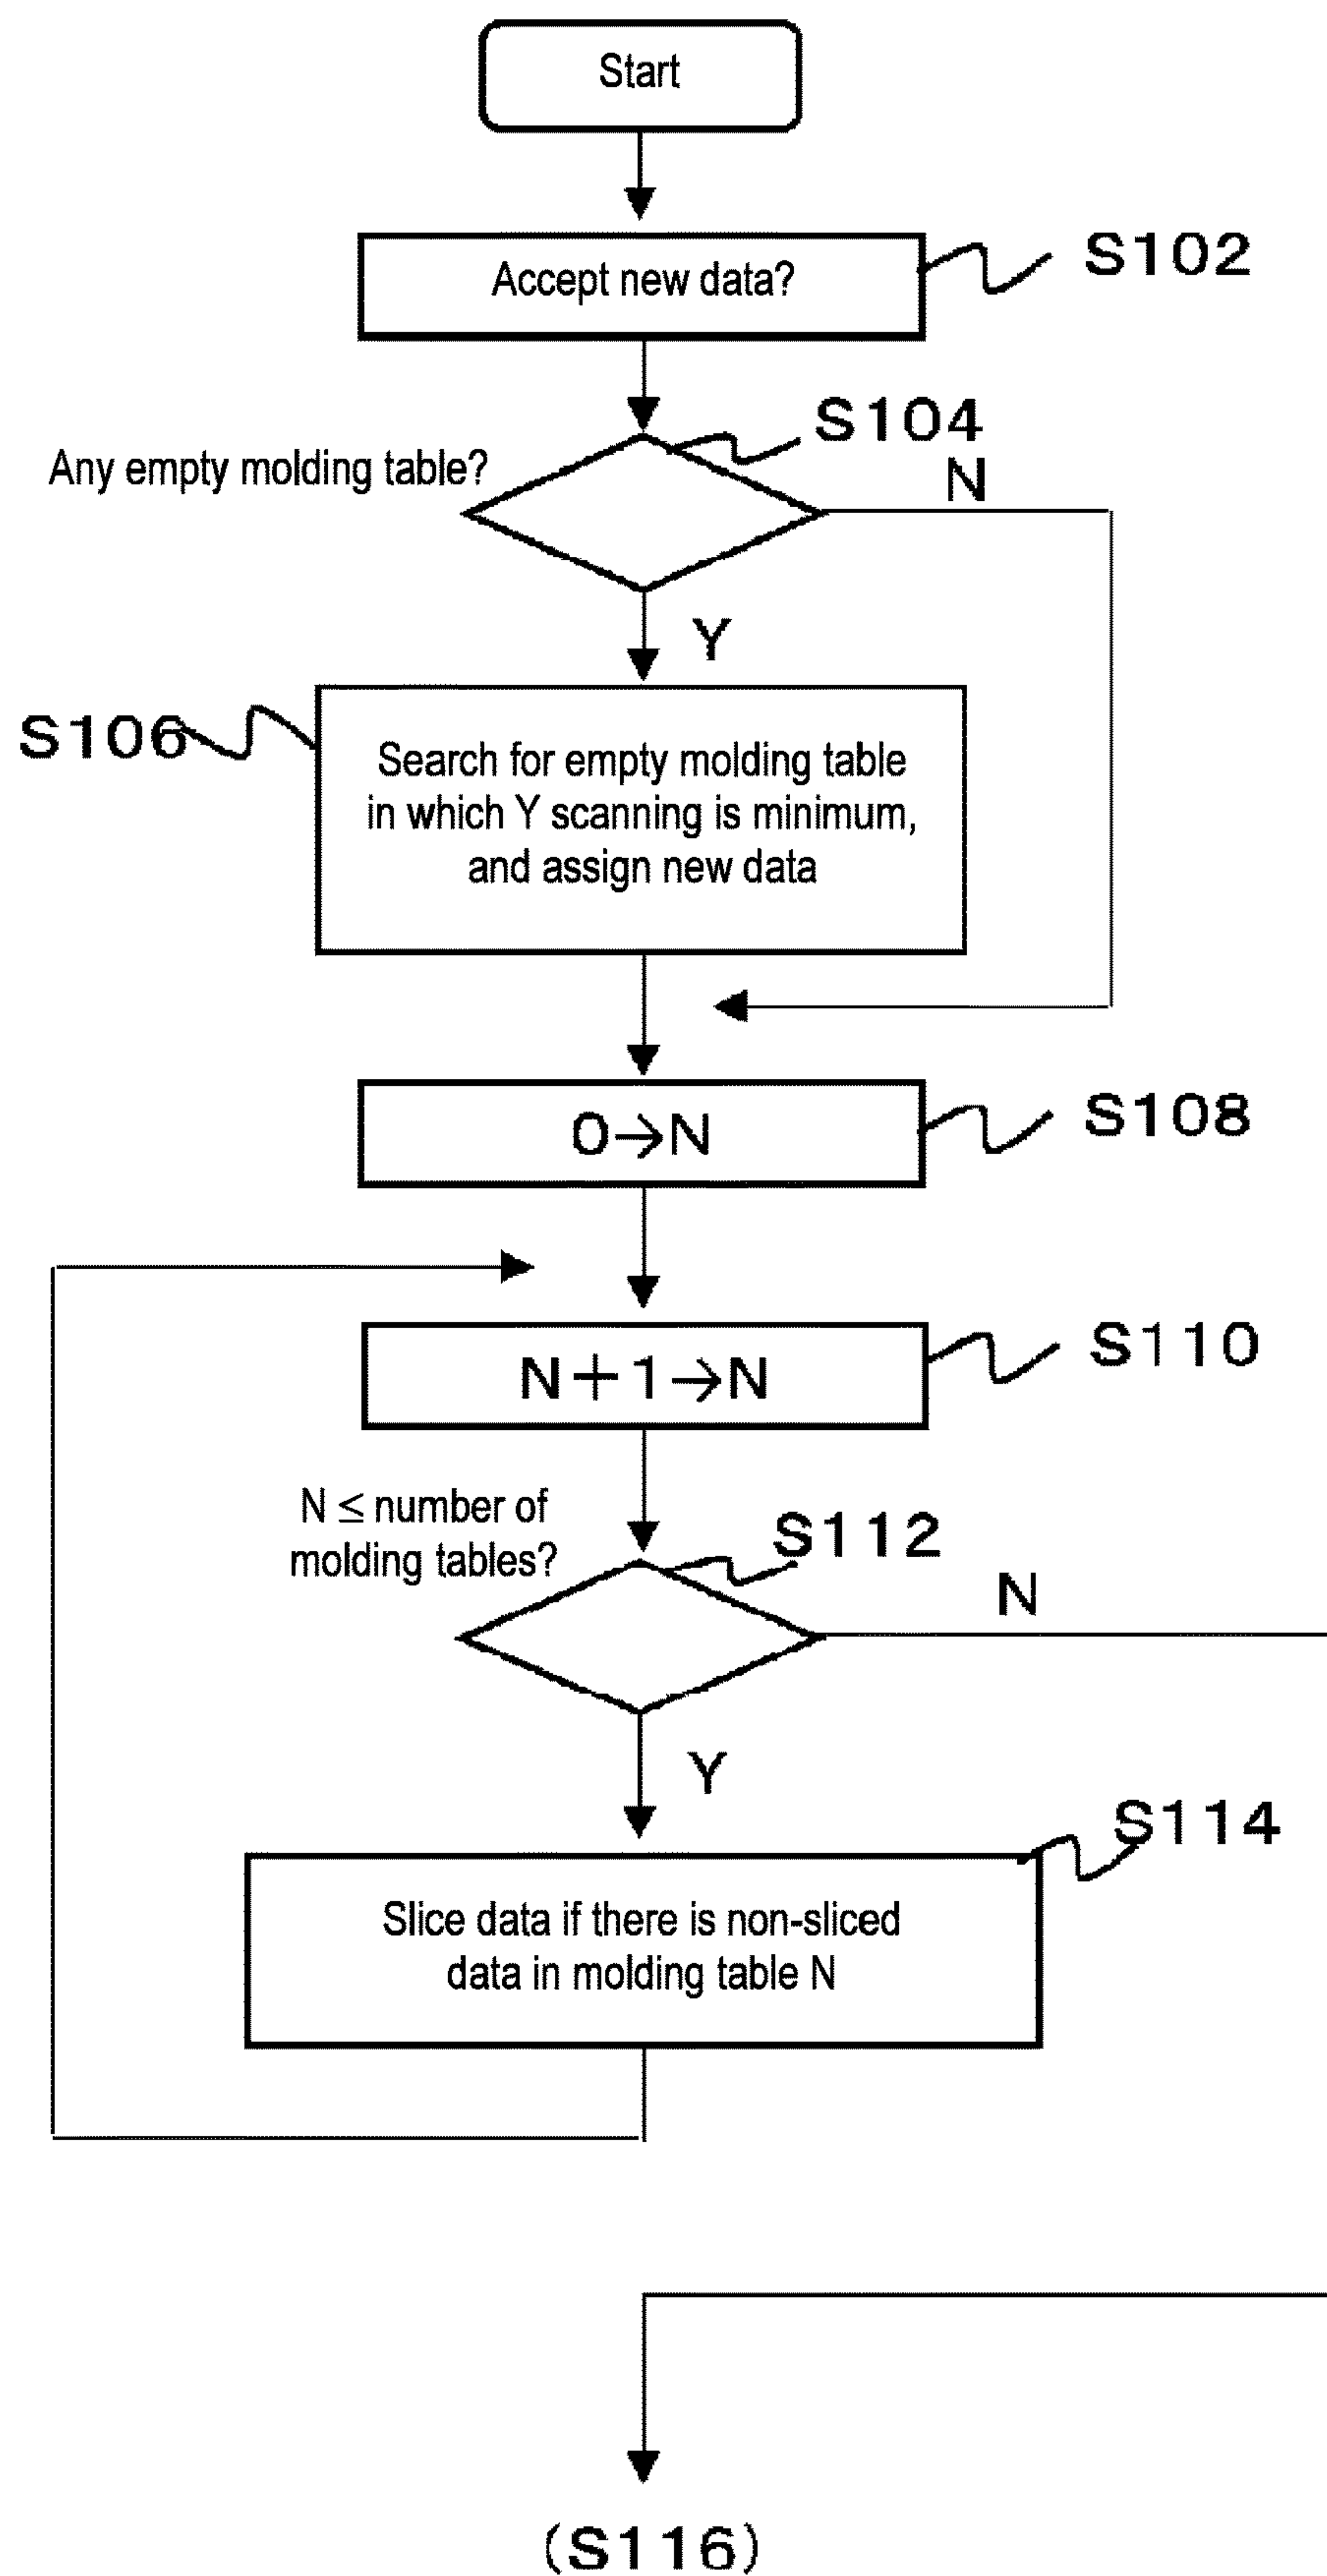 Start
Accept new data?
S102
S104
Any empty molding table?
N
Y
S106
Search for empty molding table
in which Y scanning is minimum,
and assign new data
0→N
S108
N+1→N
S110
N ≤ number of
molding tables?
S112
N
Y
S114
Slice data if there is non-sliced
data in molding table N
(S116)